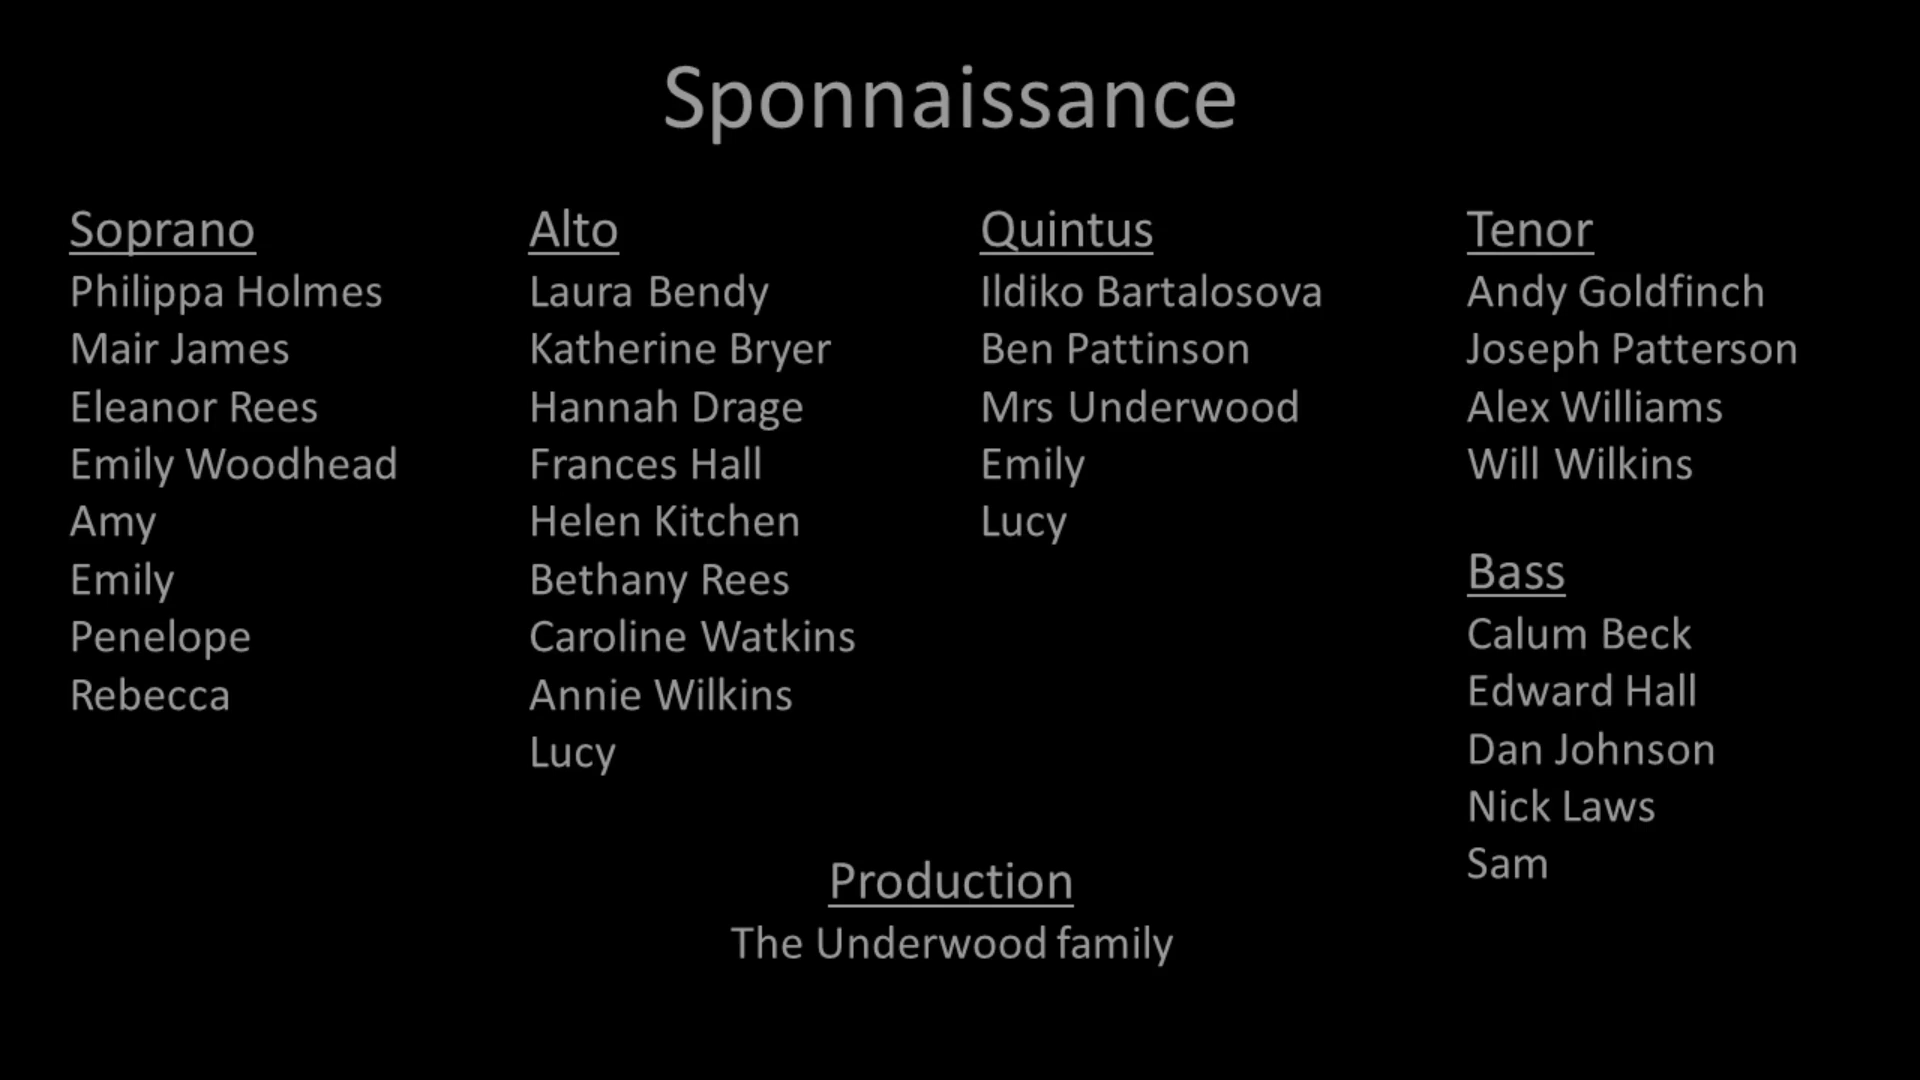 Sponnaissance
Soprano
Philippa Holmes
Mair James
Eleanor Rees
Emily Woodhead
Amy
Emily
Penelope
Rebecca
Alto
Laura Bendy
Katherine Bryer
Hannah Drage
Frances Hall
Helen Kitchen
Bethany Rees
Caroline Watkins
Annie Wilkins
Lucy
Quintus
Ildiko Bartalosova
Ben Pattinson
Mrs Underwood
Emily
Lucy
Tenor
Andy Goldfinch
Joseph Patterson
Alex Williams
Will Wilkins
Bass
Calum Beck
Edward Hall
Dan Johnson
Nick Laws
Sam
Production
The Underwood family